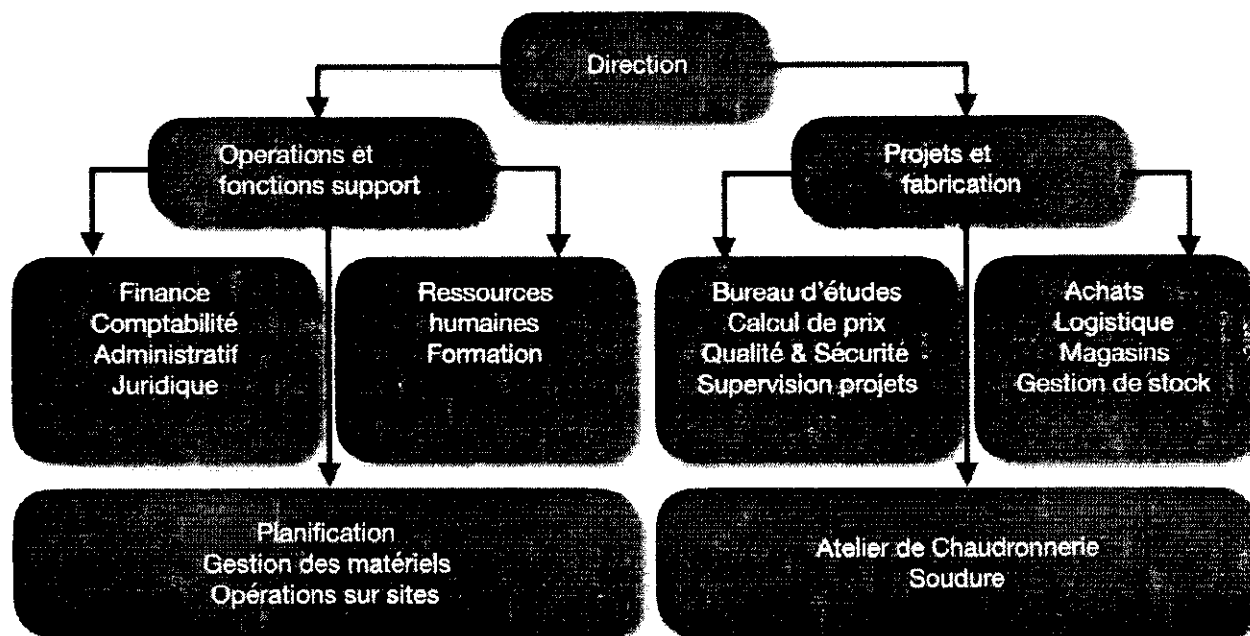 Direction
Operations et
fonctions support
Projets et
fabrication
Finance
Comptabilité
Administratif
Juridique
Ressources
humaines
Formation
Bureau d'études
Calcul de prix
Qualité & Sécurité
Supervision projets
Achats
Logistique
Magasins
Gestion de stock
Planification
Gestion des matériels
Opérations sur sites
Atelier de Chaudronnerie
Soudure